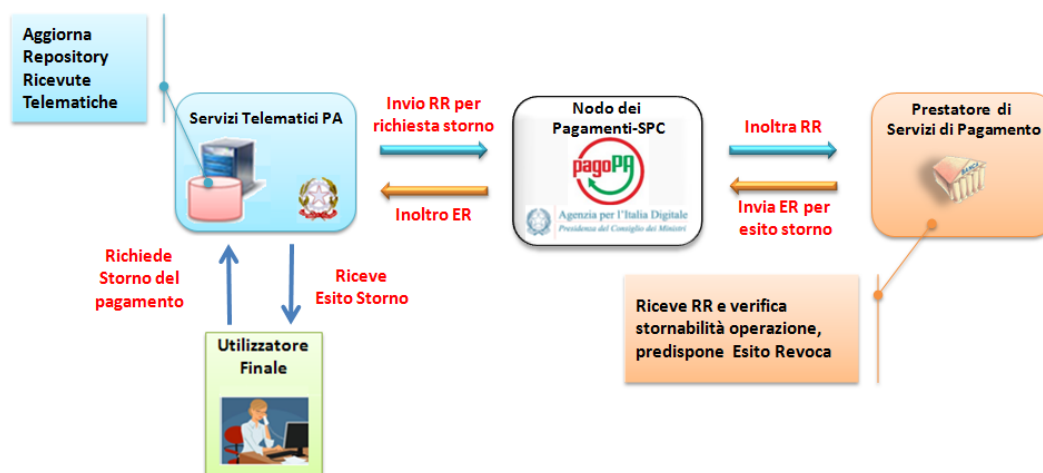 Aggiorna
Repository
Ricevute
Telematiche
Servizi Telematici PA
Invio RR per
richiesta storno
Inoltro ER
Nodo dei
Pagamenti-SPC
pagoPA
Agenzia per l'Italia Digitale
Presidenza del Consiglio dei Ministri
Inoltra RR
Invia ER per
esito storno
Prestatore di
Servizi di Pagamento
BANCA
Richiede
Storno del
pagamento
Riceve
Esito Storno
Riceve RR e verifica
stornabilità operazione,
predispone Esito Revoca
Utilizzatore
Finale